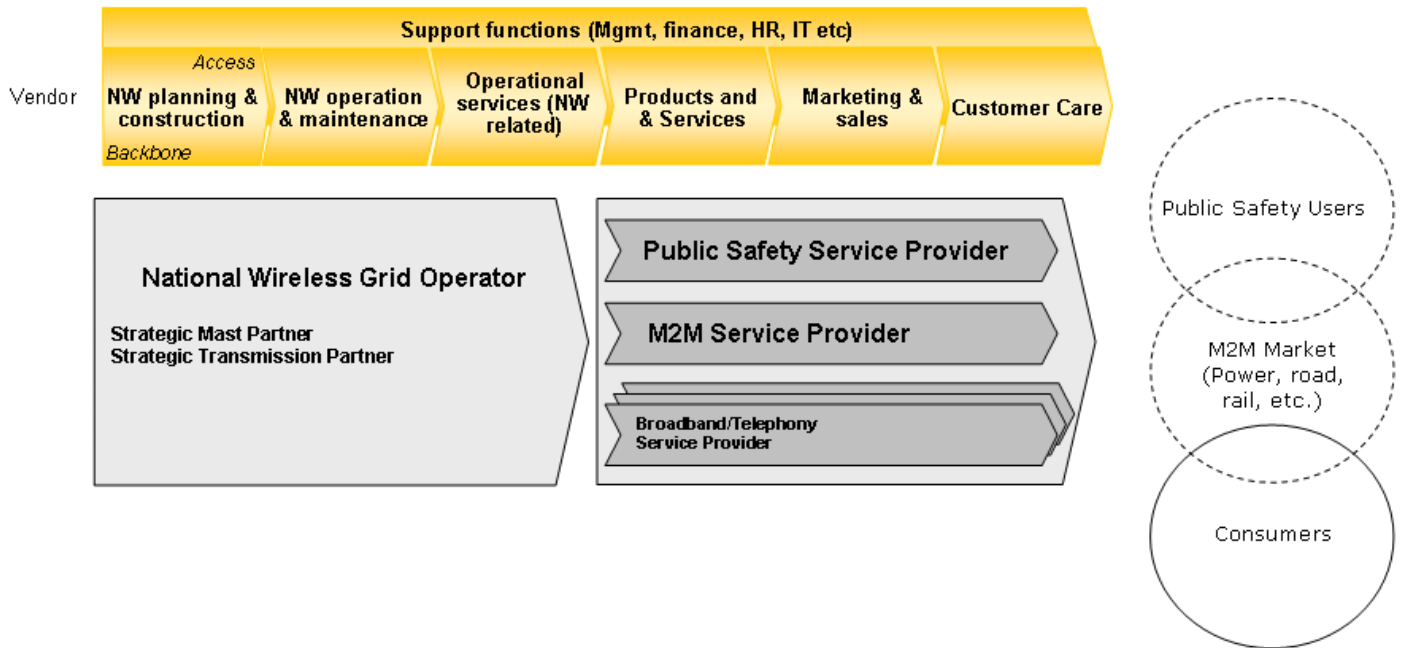 Support functions (Mgmt, finance, HR, IT etc)
Vendor
Access
NW planning &
construction
Backbone
NW operation
& maintenance
Operational
services (NW
related)
Products and
& Services
Marketing &
sales
Customer Care
National Wireless Grid Operator
Strategic Mast Partner
Strategic Transmission Partner
Public Safety Service Provider
M2M Service Provider
Broadband/Telephony
Service Provider
Public Safety Users
M2M Market
(Power, road,
rail, etc.)
Consumers